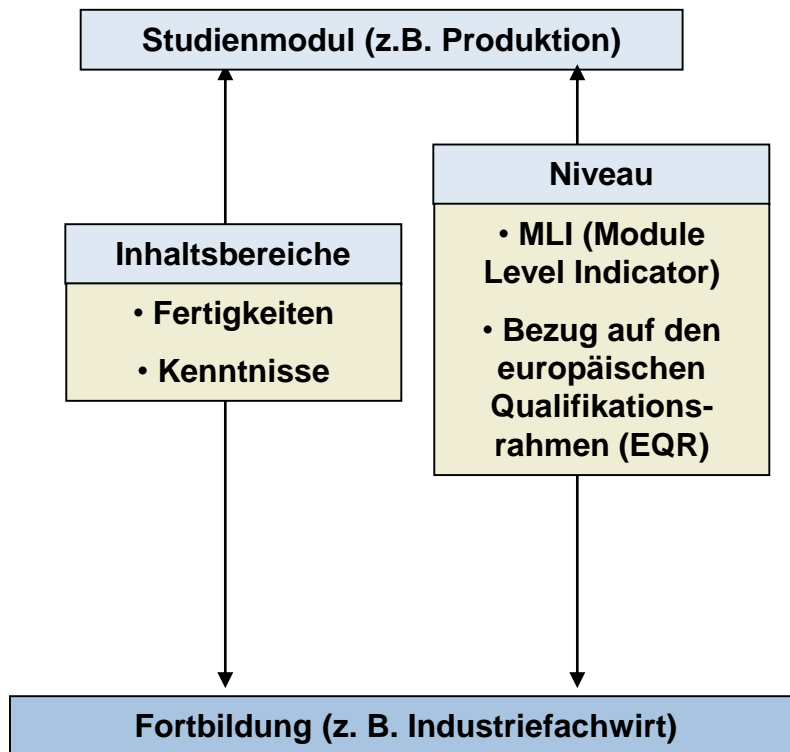 Studienmodul (z.B. Produktion)
Niveau
• MLI (Module
Level Indicator)
• Bezug auf den
europäischen
Qualifikations-
rahmen (EQR)
Inhaltsbereiche
• Fertigkeiten
• Kenntnisse
Fortbildung (z. B. Industriefachwirt)